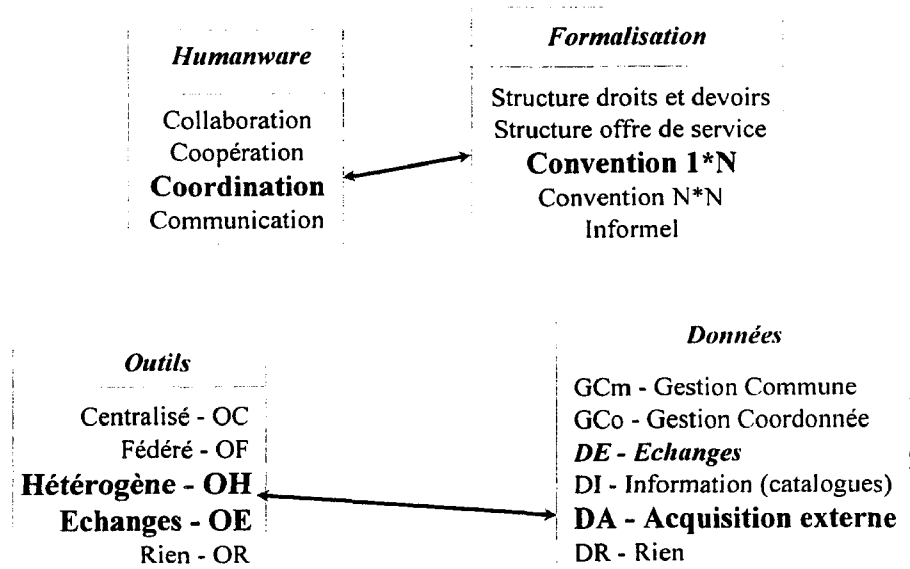 Humanware
Collaboration
Coopération
Coordination
Communication
Formalisation
Structure droits et devoirs
Structure offre de service
Convention 1*N
Convention N*N
Informel
Outils
Centralisé - OC
Fédéré - OF
Hétérogène - OH
Echanges - OE
Rien - OR
Données
GCm - Gestion Commune
GCo - Gestion Coordonnée
DE - Echanges
DI - Information (catalogues)
DA - Acquisition externe
DR - Rien